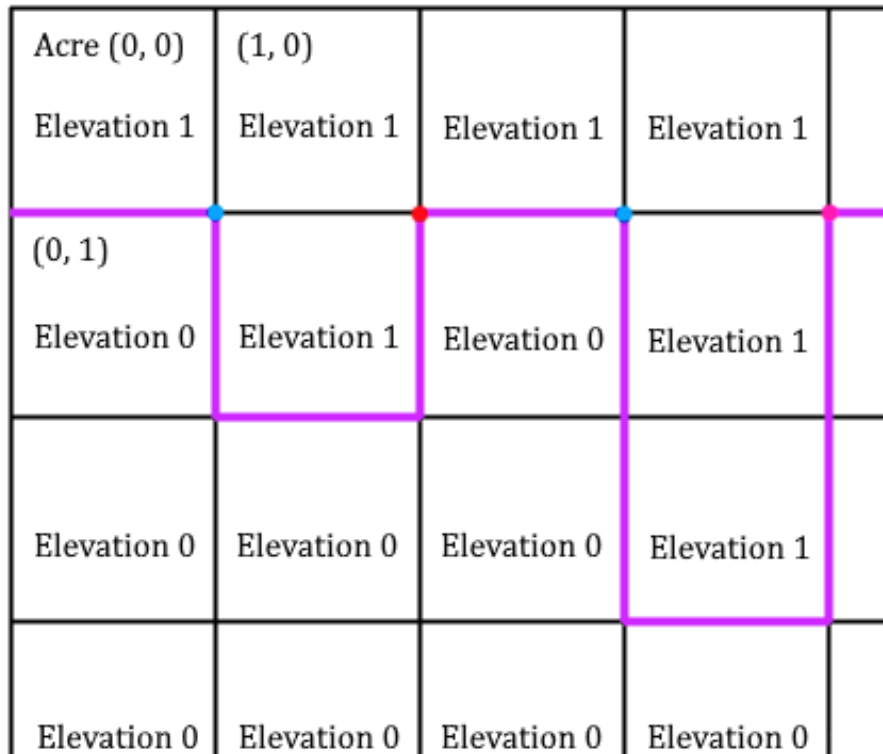 Acre (0, 0) (1, 0)
Elevation 1 Elevation 1 Elevation 1 Elevation 1
(0, 1)
Elevation 0 Elevation 1 Elevation 0 Elevation 1
Elevation 0 Elevation 0 Elevation 0 Elevation 1
Elevation 0 Elevation 0 Elevation 0 Elevation 0